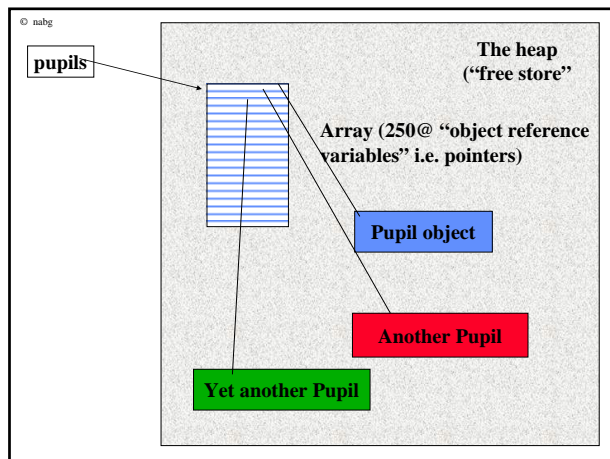 © nabg
pupils
The heap
(“free store”
Array (250@ “object reference
variables” i.e. pointers)
Pupil object
Another Pupil
Yet another Pupil